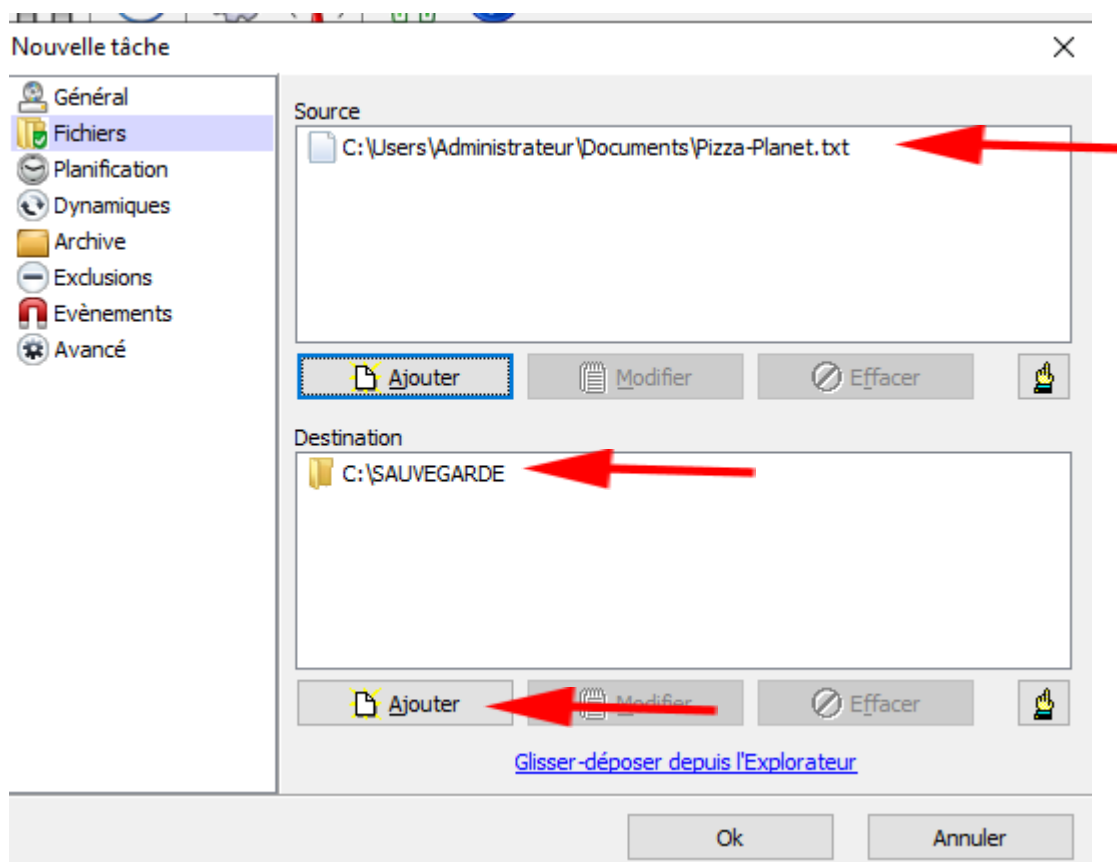 Nouvelle tâche
Général
Fichiers
Planification
Dynamiques
Archive
Exclusions
Evènements
Avancé
Source
C:\Users\Administrateur\Documents\Pizza-Planet.txt
Ajouter Modifier Effacer
Destination
C:\SAUVEGARDE
Ajouter Modifier Effacer
Glisser-déposer depuis l'Explorateur
Ok Annuler